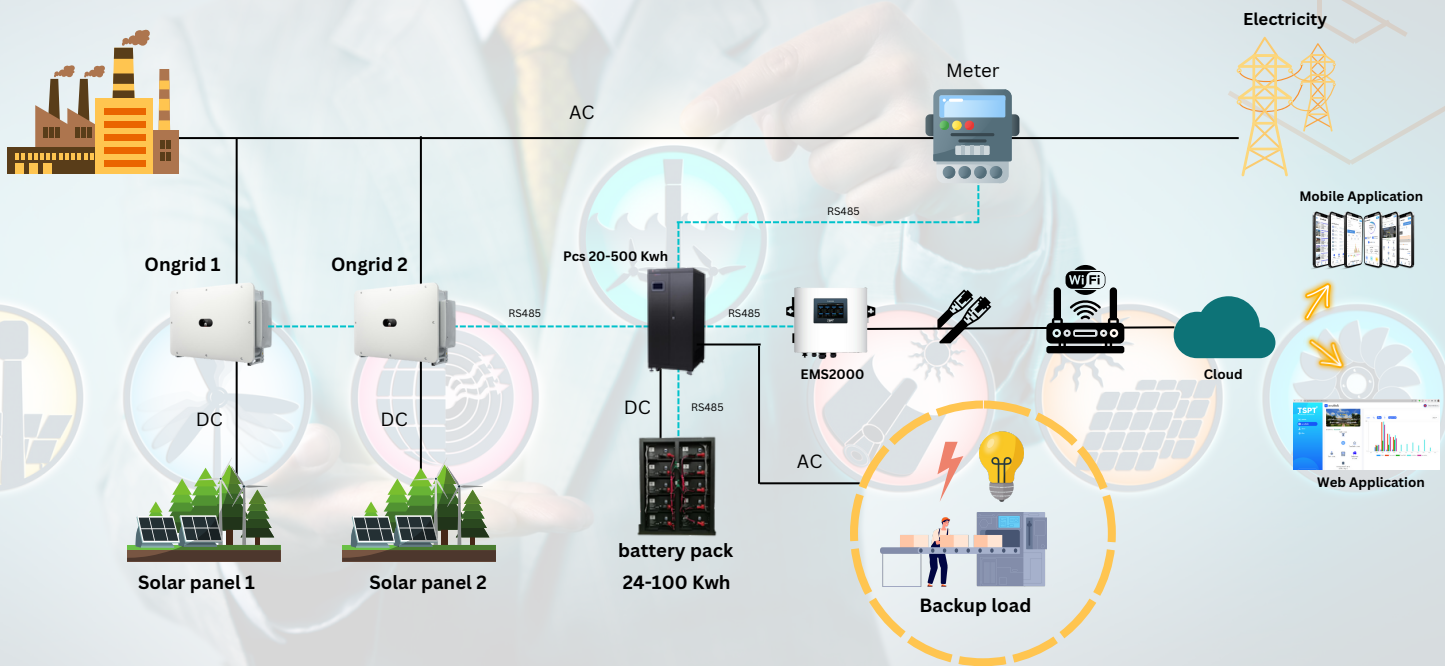 Electricity
Meter
AC
Mobile Application
RS485
Pcs 20-500 Kwh
Ongrid 1
Ongrid 2
WiFi
RS485
RS485
EMS2000
Cloud
DC
DC
DC
RS485
TSPT
AC
Web Application
battery pack
24-100 Kwh
Solar panel 1
Solar panel 2
Backup load